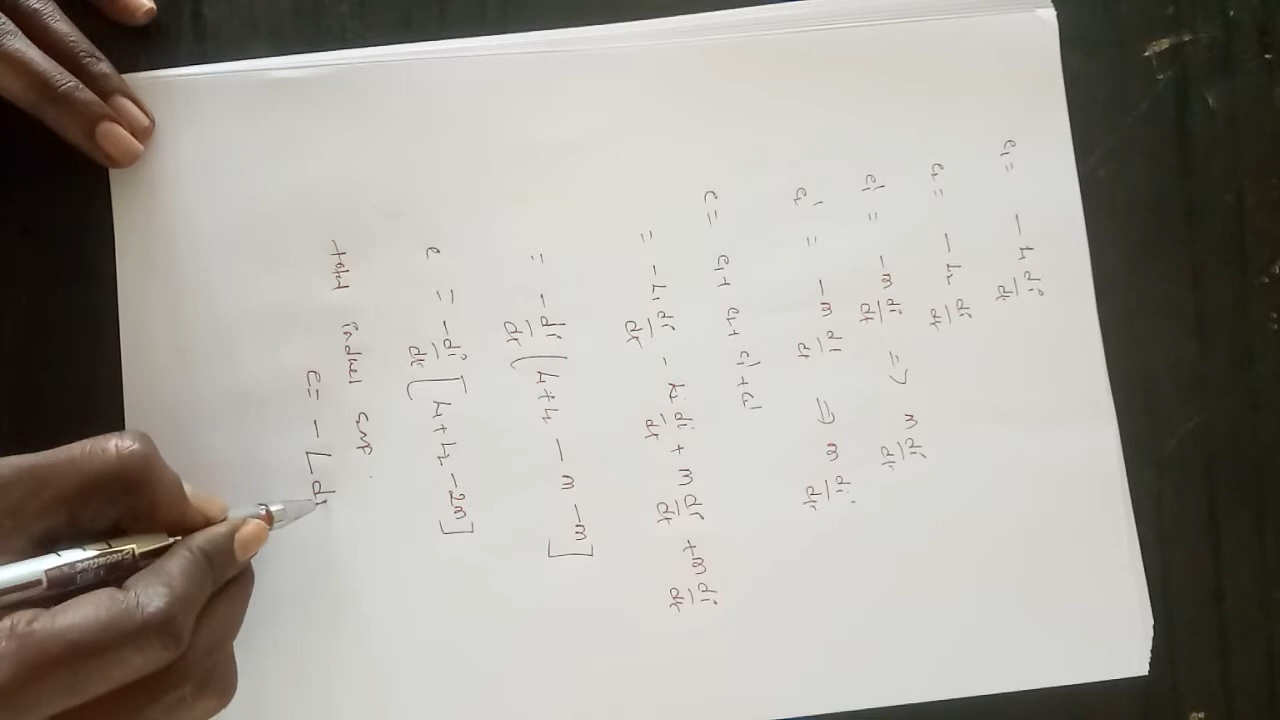 e₁ = - L₁ di/dt
e₂ = - L₂ di/dt
e₁' = - m di/dt => m di/dt
e₂' = - m di/dt => m di/dt
e = e₁ + e₂ + e₁' + e₂'
= - L₁ di/dt - L₂ di/dt + m di/dt + m di/dt
= - di/dt [ L₁ + L₂ - m - m ]
e = - di/dt [ L₁ + L₂ - 2m ]
total induced emf.
e = - L di
Executive